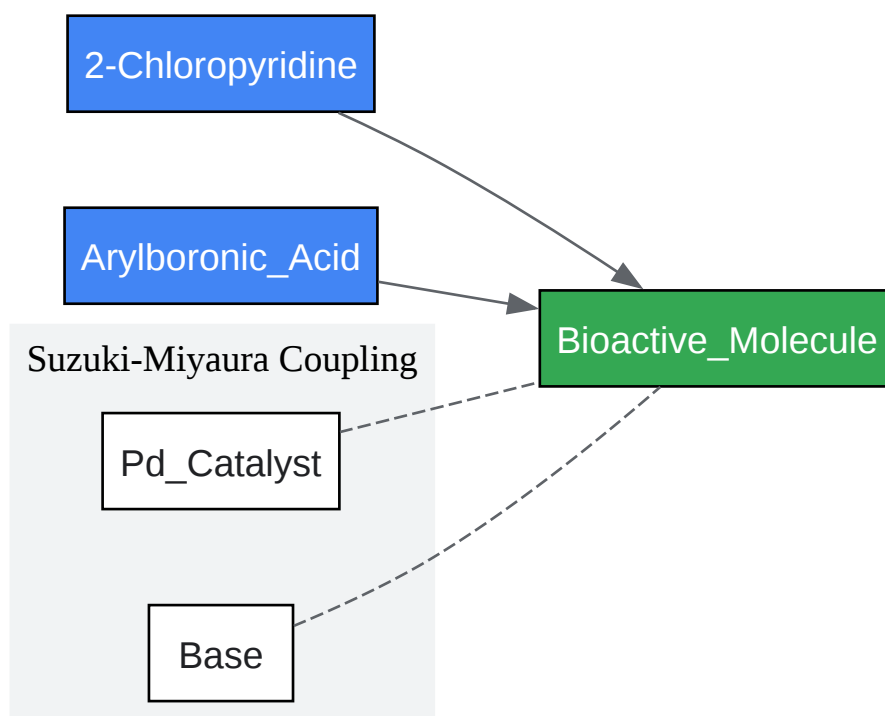 2-Chloropyridine
Arylboronic_Acid
Bioactive_Molecule
Suzuki-Miyaura Coupling
Pd_Catalyst
Base